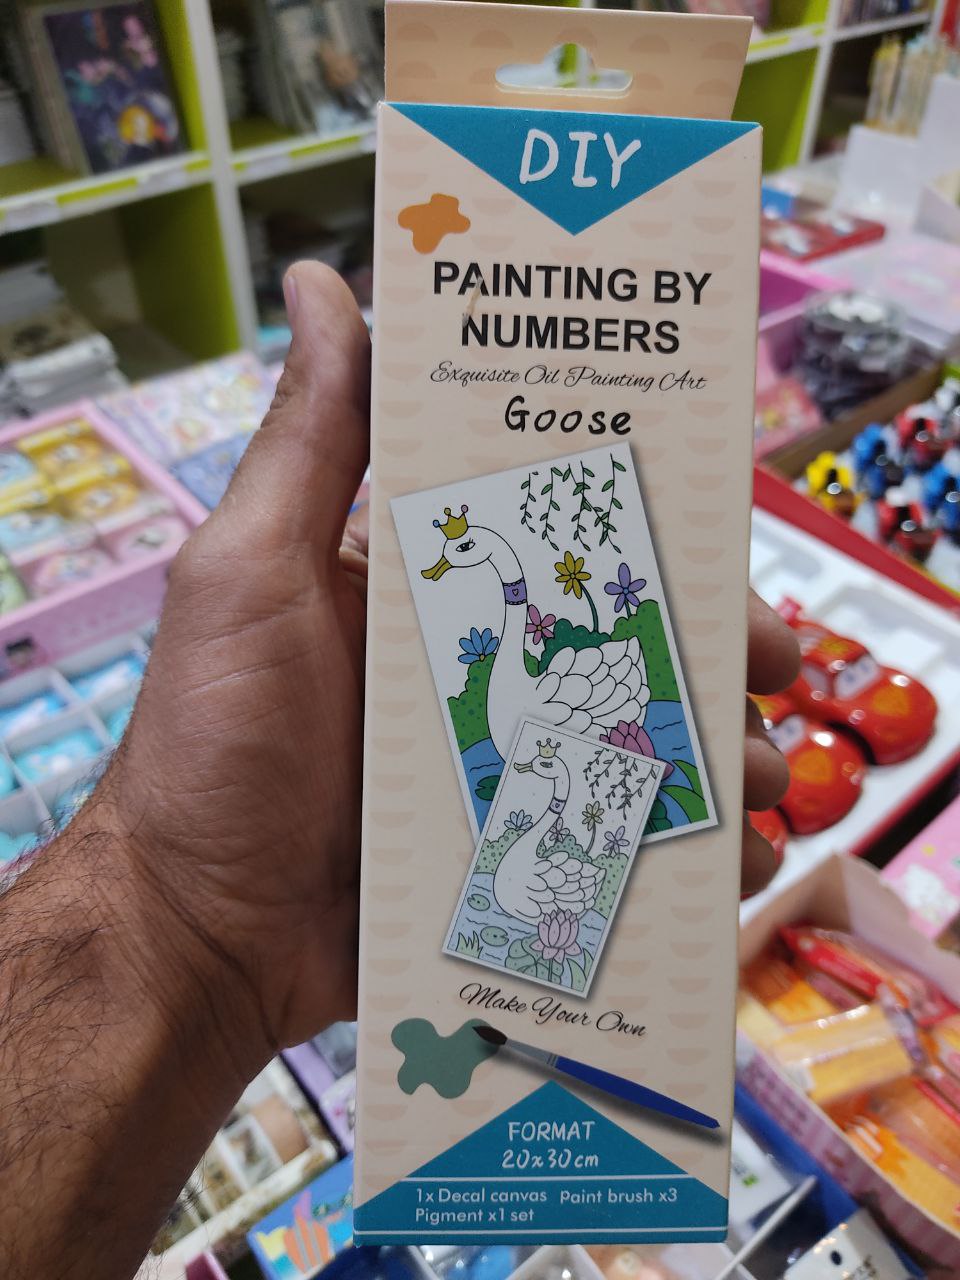 DIY
PAINTING BY
NUMBERS
Exquisite Oil Painting Art
Goose
Make Your Own
FORMAT
20x30cm
1x Decal canvas Paint brush x3
Pigment x1 set